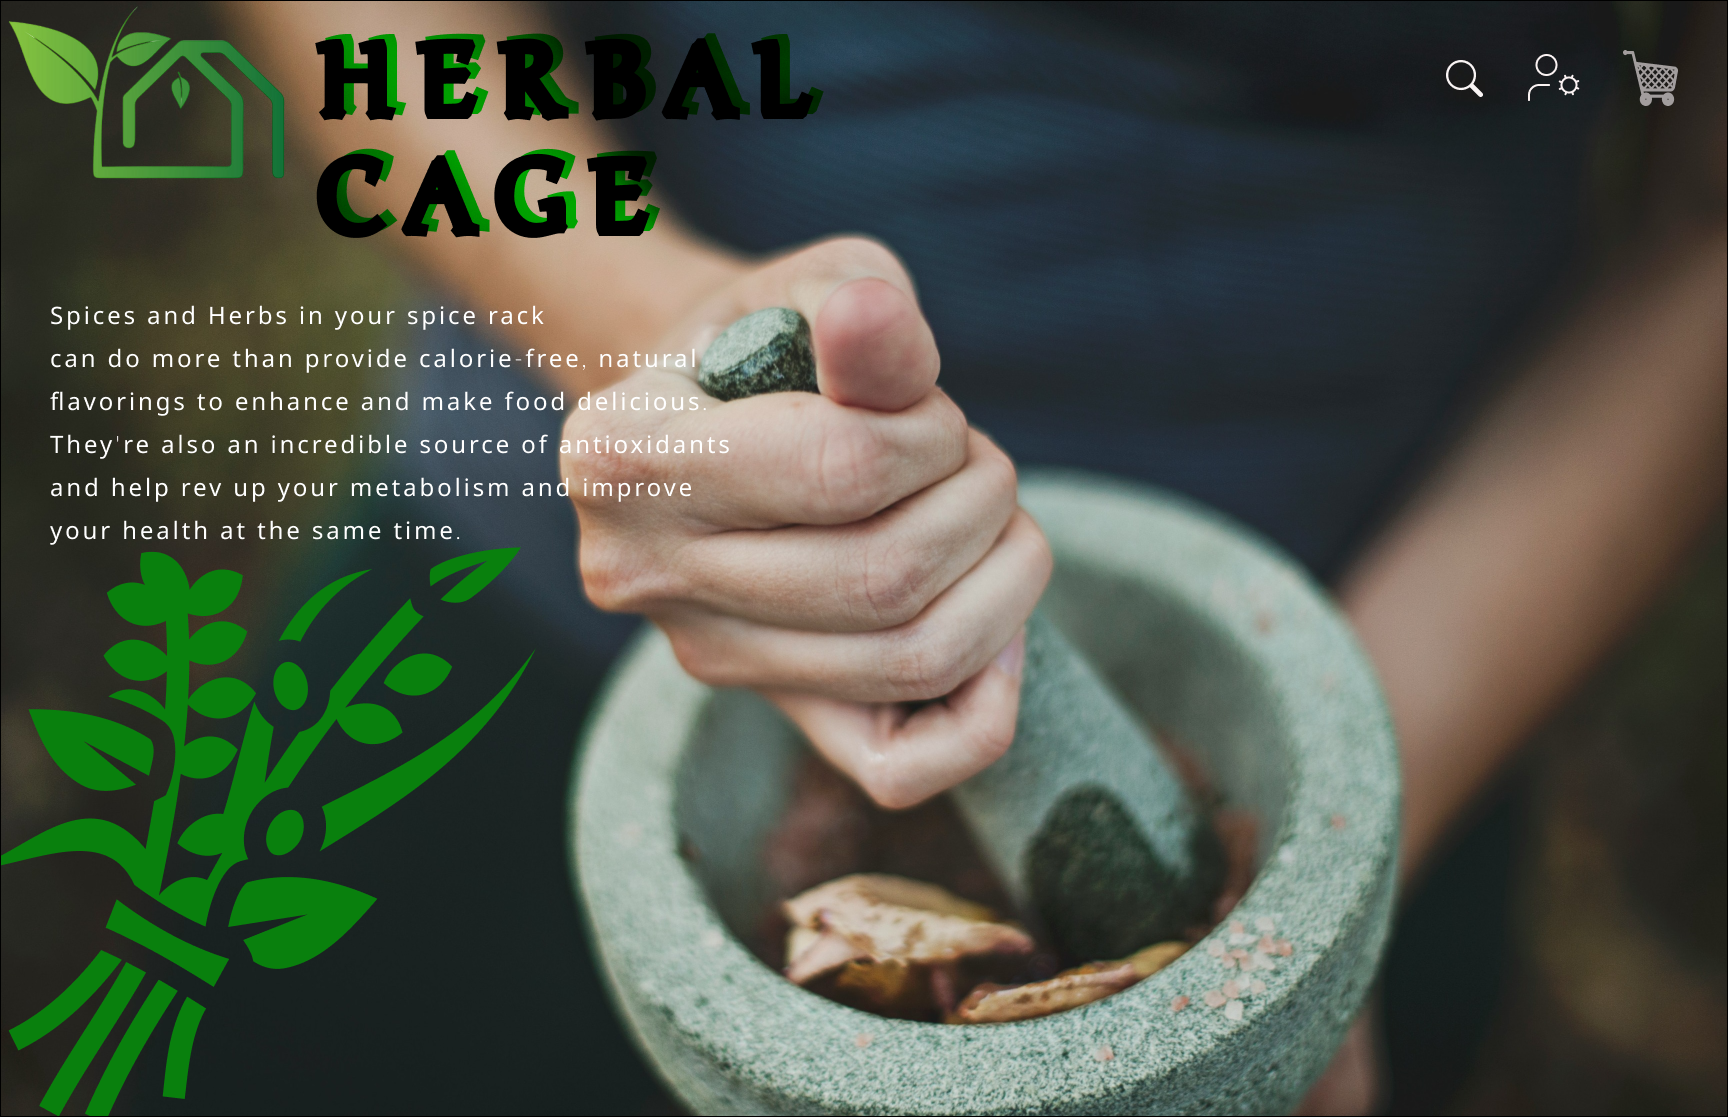 HERBAL
CAGE
Spices and Herbs in your spice rack
can do more than provide calorie-free, natural
flavorings to enhance and make food delicious.
They're also an incredible source of antioxidants
and help rev up your metabolism and improve
your health at the same time.